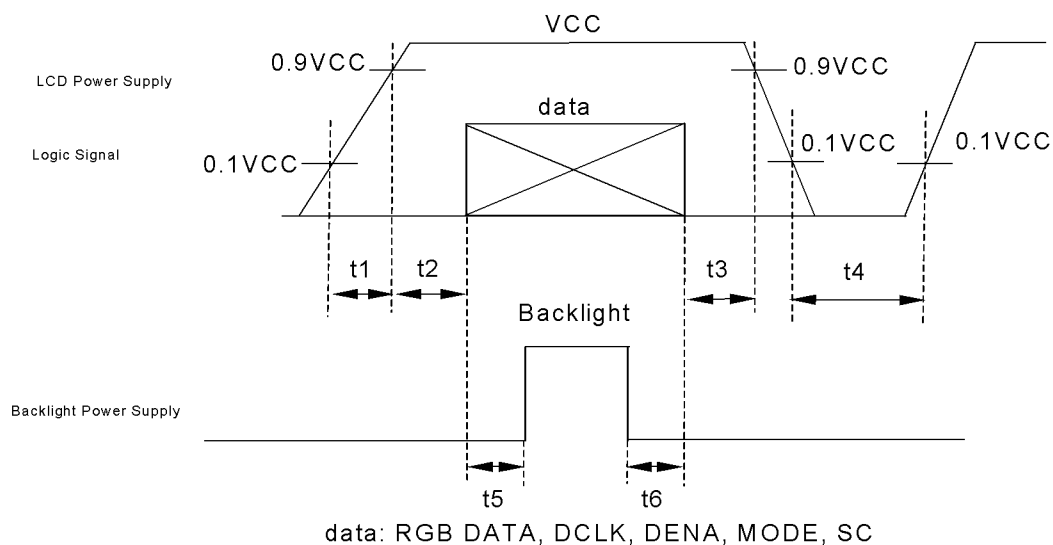 VCC
0.9VCC
0.9VCC
LCD Power Supply
data
Logic Signal
0.1VCC
0.1VCC
0.1VCC
t1
t2
t3
t4
Backlight
Backlight Power Supply
t5
t6
data: RGB DATA, DCLK, DENA, MODE, SC